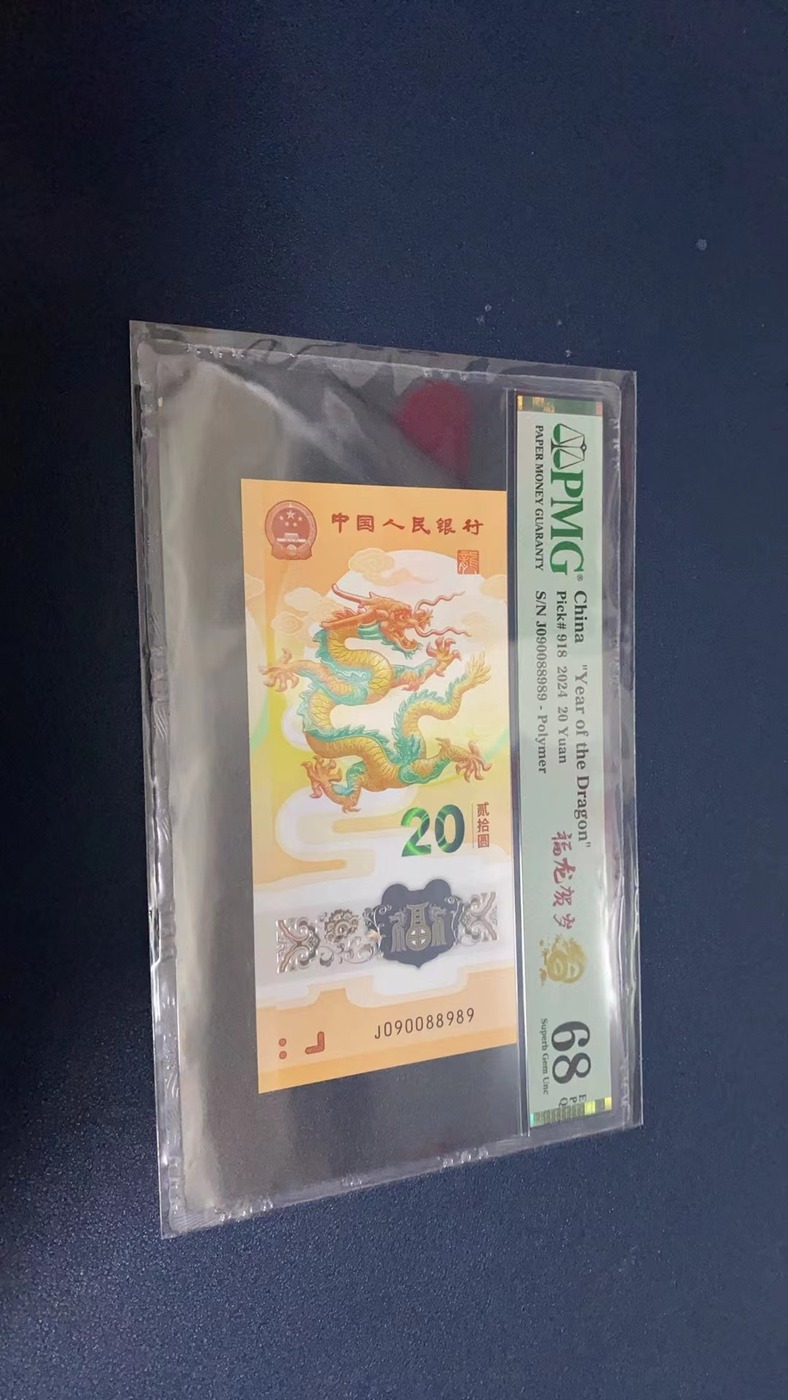 PMG®
PAPER MONEY GUARANTY
China "Year of the Dragon"
Pick# 918 2024 20 Yuan
S/N J090088989 - Polymer
福龙贺岁
68
Superb Gem Unc
E
P
Q
中国人民银行
龍
20
贰拾圆
J090088989